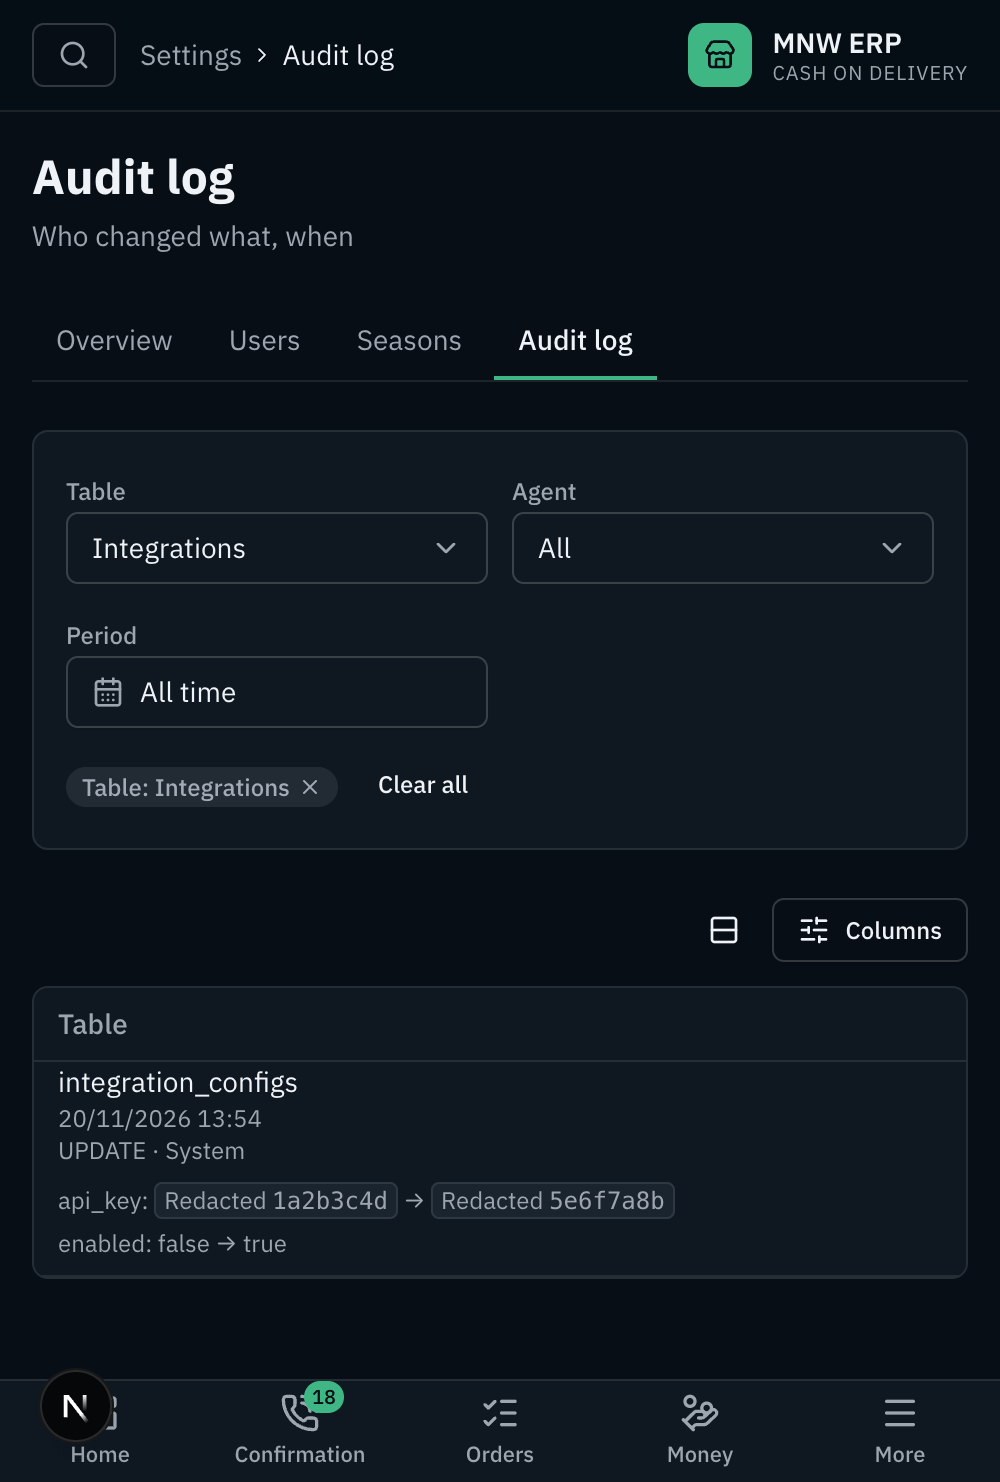 Settings > Audit log
MNW ERP
CASH ON DELIVERY
Audit log
Who changed what, when
Overview Users Seasons Audit log
Table Agent
Integrations All
Period
All time
Table: Integrations × Clear all
Columns
Table
integration_configs
20/11/2026 13:54
UPDATE · System
api_key: Redacted 1a2b3c4d → Redacted 5e6f7a8b
enabled: false → true
N
18
Home Confirmation Orders Money More